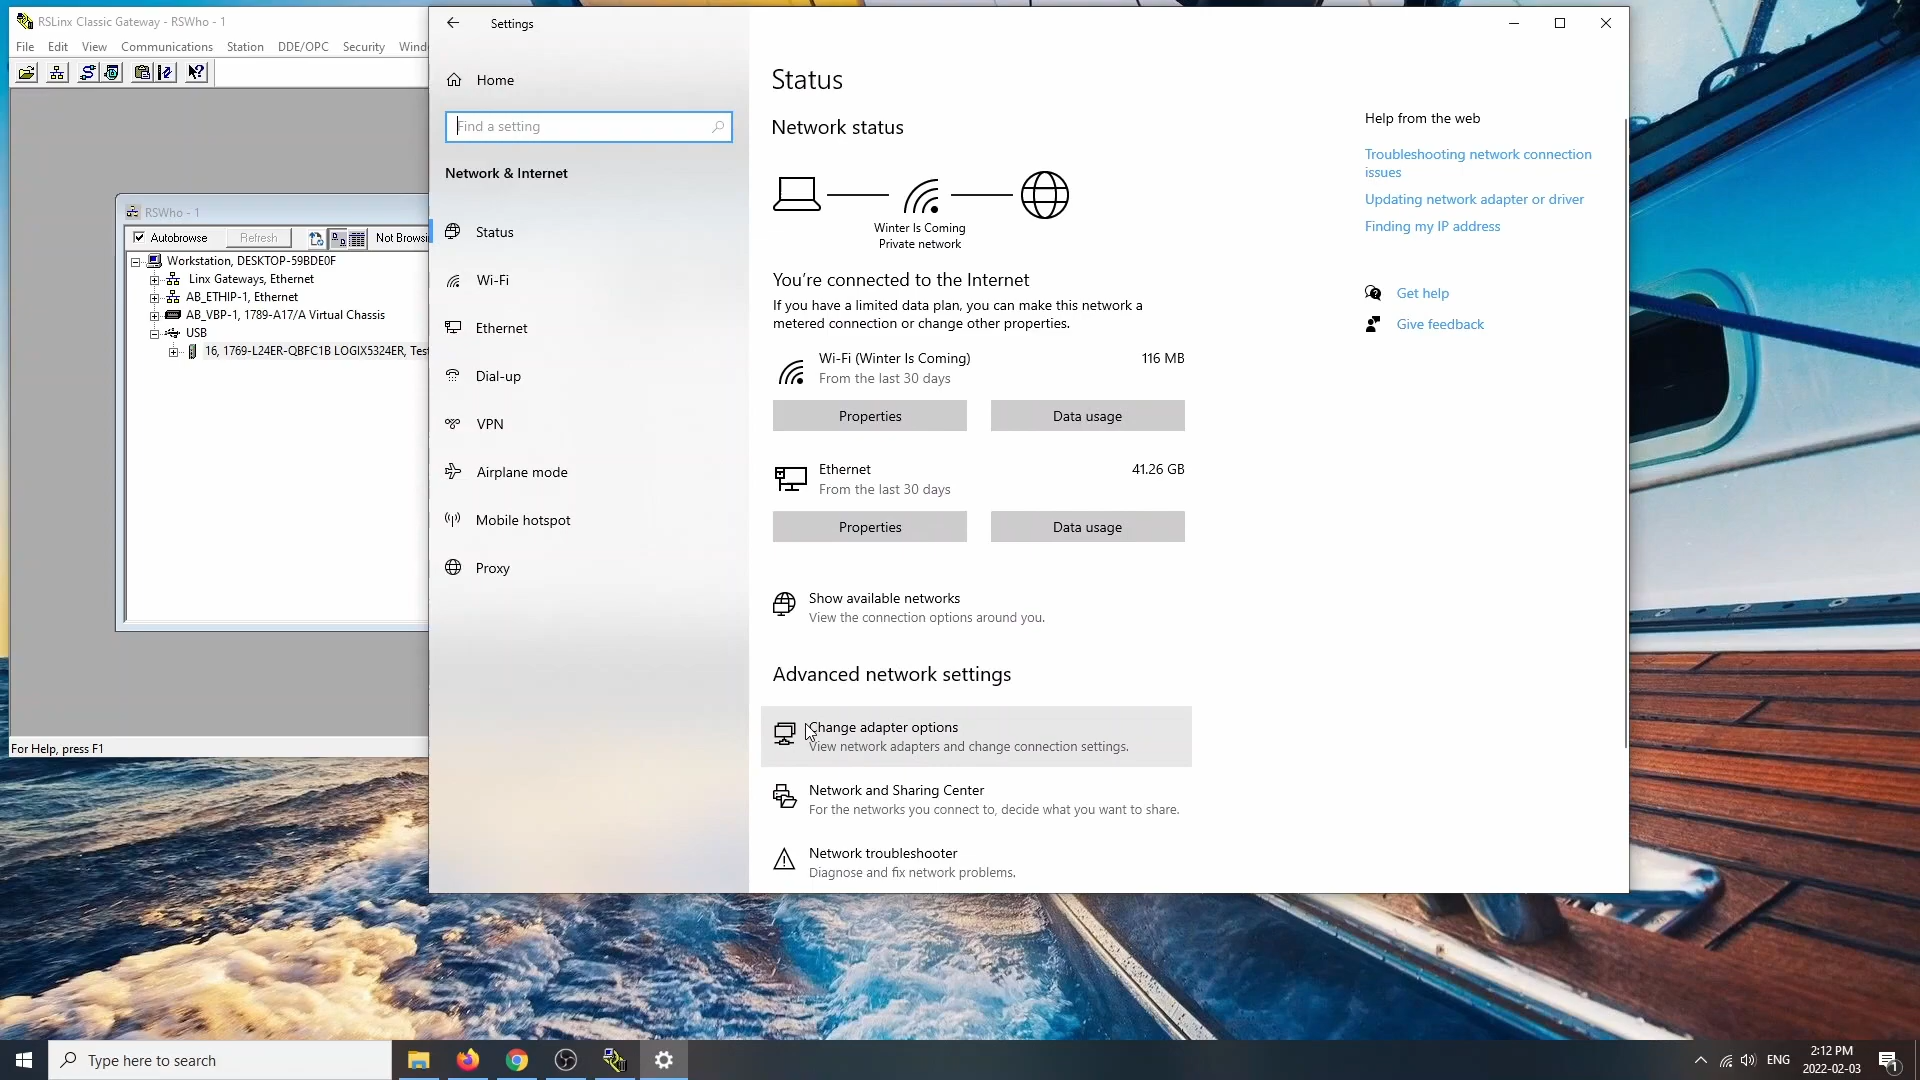 RSLinx Classic Gateway - RSWho - 1
File Edit View Communications Station DDE/OPC Security
RSWho - 1
Autobrowse Refresh
Workstation, DESKTOP-59BDE0F
Linx Gateways, Ethernet
AB_ETHIP-1, Ethernet
AB_VBP-1, 1789-A17/A Virtual Chassis
USB
16, 1769-L24ER-QBFC1B LOGIX5324ER,
For Help, press F1
Settings
Home
Find a setting
Network & Internet
Status
Wi-Fi
Ethernet
Dial-up
VPN
Airplane mode
Mobile hotspot
Proxy
Status
Network status
Winter Is Coming
Private network
You're connected to the Internet
If you have a limited data plan, you can make this network a
metered connection or change other properties.
Wi-Fi (Winter Is Coming) 116 MB
From the last 30 days
Properties Data usage
Ethernet 41.26 GB
From the last 30 days
Properties Data usage
Show available networks
View the connection options around you.
Advanced network settings
Change adapter options
View network adapters and change connection settings.
Network and Sharing Center
For the networks you connect to, decide what you want to share.
Network troubleshooter
Diagnose and fix network problems.
Help from the web
Troubleshooting network connection
issues
Updating network adapter or driver
Finding my IP address
Get help
Give feedback
Type here to search
ENG
2:12 PM
2022-02-03
1